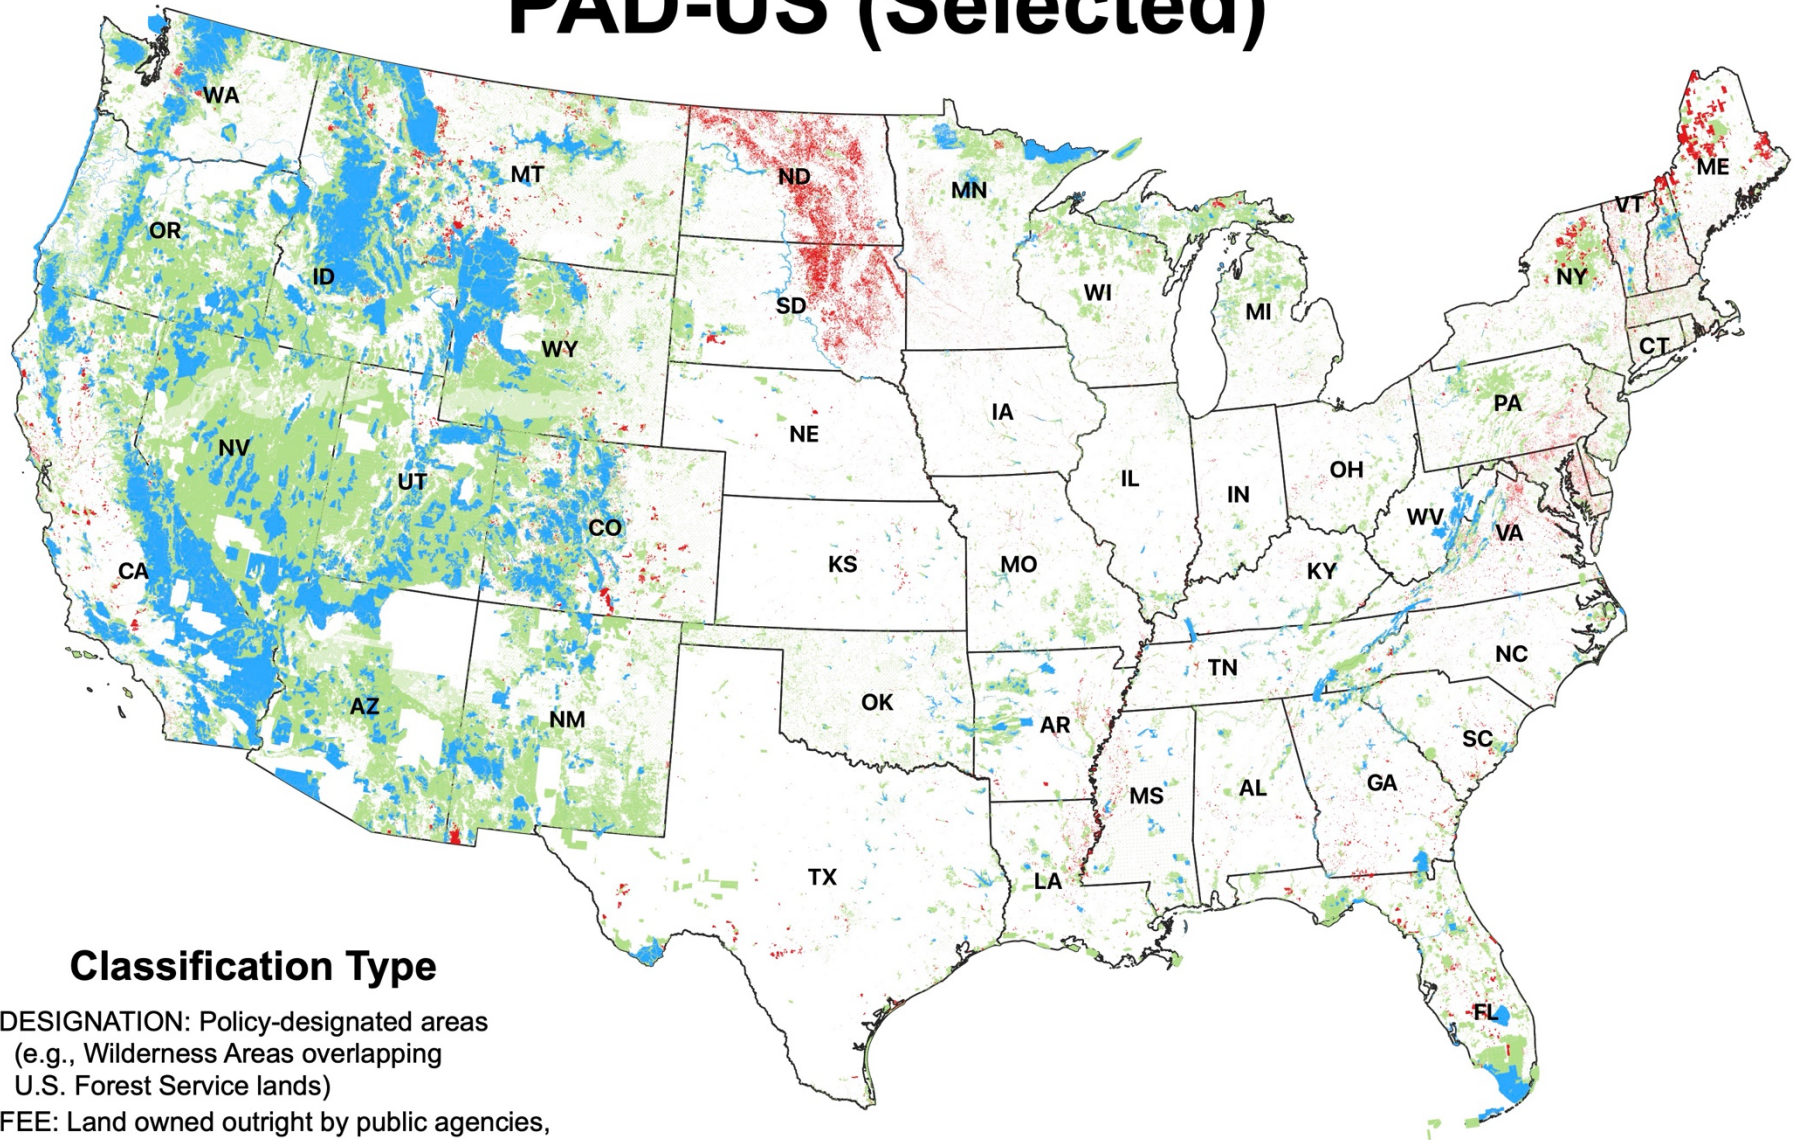 PAD-US (Selected)
WA
MT
ND
MN
ME
VT
OR
ID
SD
WI
MI
NY
WY
CT
IA
PA
NE
NV
UT
IL
IN
OH
CO
WV
VA
CA
KS
MO
KY
NC
TN
AZ
NM
OK
AR
SC
MS
AL
GA
TX
LA
FL
Classification Type
DESIGNATION: Policy-designated areas
(e.g., Wilderness Areas overlapping
U.S. Forest Service lands)
FEE: Land owned outright by public agencies,